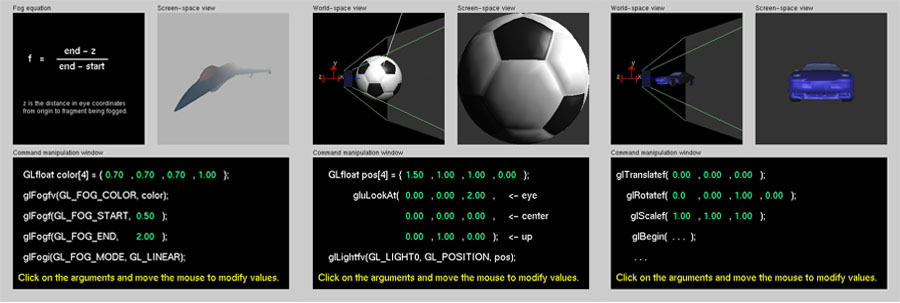 Fog equation
Screen-space view
f = end - z
end - start
z is the distance in eye coordinates
from origin to fragment being fogged.
Command manipulation window
GLfloat color[4] = { 0.70 , 0.70 , 0.70 , 1.00 };
glFogfv(GL_FOG_COLOR, color);
glFogf(GL_FOG_START, 0.50 );
glFogf(GL_FOG_END, 2.00 );
glFogi(GL_FOG_MODE, GL_LINEAR);
Click on the arguments and move the mouse to modify values.
World-space view
Screen-space view
y
z
x
Command manipulation window
GLfloat pos[4] = { 1.50 , 1.00 , 1.00 , 0.00 };
gluLookAt( 0.00 , 0.00 , 2.00 , <- eye
0.00 , 0.00 , 0.00 , <- center
0.00 , 1.00 , 0.00 ); <- up
glLightfv(GL_LIGHT0, GL_POSITION, pos);
Click on the arguments and move the mouse to modify values.
World-space view
Screen-space view
y
z
x
Command manipulation window
glTranslatef( 0.00 , 0.00 , 0.00 );
glRotatef( 0.0 , 0.00 , 1.00 , 0.00 );
glScalef( 1.00 , 1.00 , 1.00 );
glBegin( ... );
...
Click on the arguments and move the mouse to modify values.